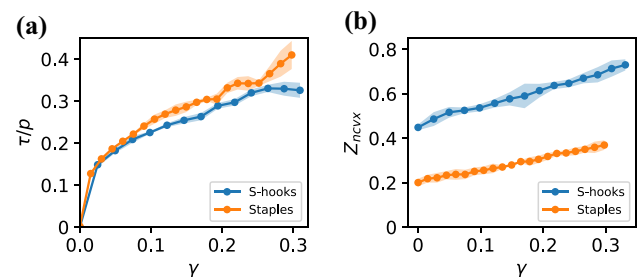 (a)
τ/p
0.4
0.3
0.2
0.1
0
0.0 0.1 0.2 0.3
γ
S-hooks
Staples
(b)
Z_ncvx
0.8
0.6
0.4
0.2
0
0 0.1 0.2 0.3
γ
S-hooks
Staples